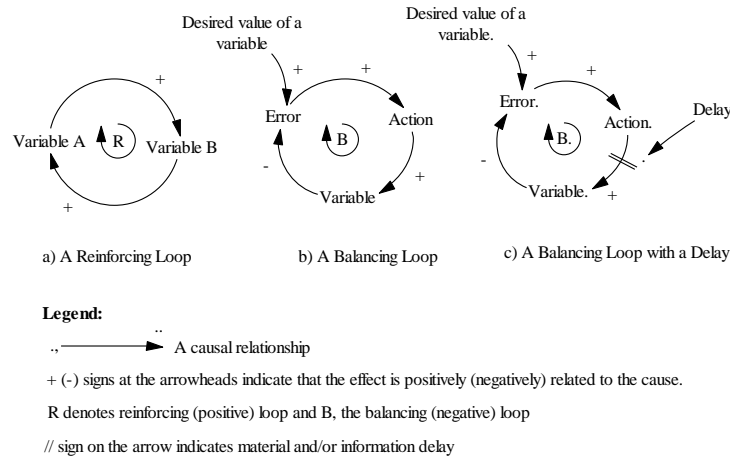 Desired value of a
variable
+
+
Error
Action
B
-
+
Variable
Desired value of a
variable.
+
+
Error.
Action.
Delay
B.
.
-
+
Variable.
+
Variable A
R
Variable B
+
a) A Reinforcing Loop
b) A Balancing Loop
c) A Balancing Loop with a Delay
Legend:
., .. A causal relationship
+ (-) signs at the arrowheads indicate that the effect is positively (negatively) related to the cause.
R denotes reinforcing (positive) loop and B, the balancing (negative) loop
// sign on the arrow indicates material and/or information delay